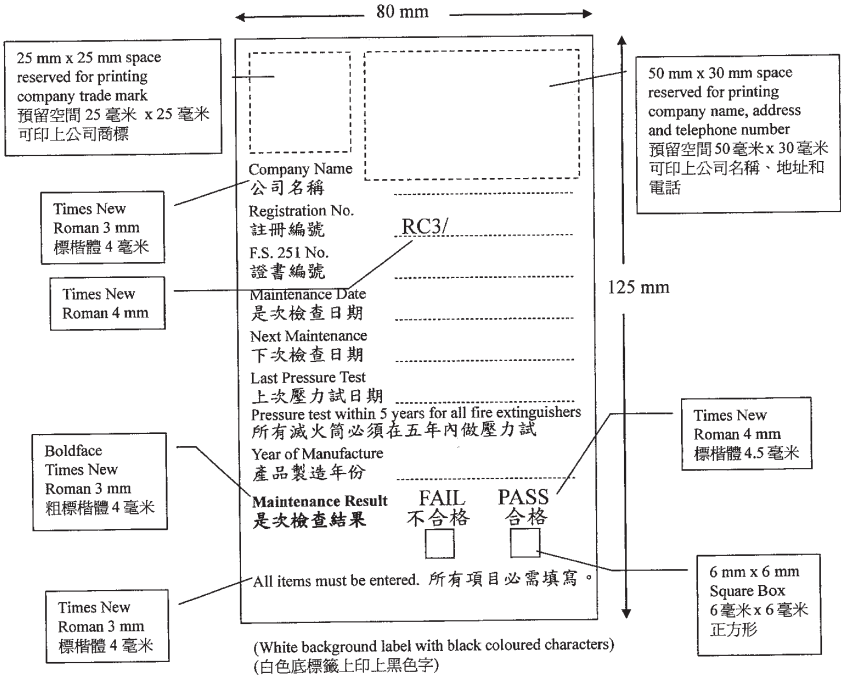 80 mm
25 mm x 25 mm space
reserved for printing
company trade mark
預留空間 25 毫米 x 25 毫米
可印上公司商標
50 mm x 30 mm space
reserved for printing
company name, address
and telephone number
預留空間 50 毫米 x 30 毫米
可印上公司名稱、地址和
電話
Company Name
公司名稱
Times New
Roman 3 mm
標楷體 4 毫米
Registration No.
註冊編號
RC3/
F.S. 251 No.
證書編號
Times New
Roman 4 mm
Maintenance Date
是次檢查日期
125 mm
Next Maintenance
下次檢查日期
Last Pressure Test
上次壓力試日期
Pressure test within 5 years for all fire extinguishers
所有滅火筒必須在五年內做壓力試
Times New
Roman 4 mm
標楷體 4.5 毫米
Year of Manufacture
產品製造年份
Boldface
Times New
Roman 3 mm
粗標楷體 4 毫米
Maintenance Result
是次檢查結果
FAIL
不合格
PASS
合格
6 mm x 6 mm
Square Box
6 毫米 x 6 毫米
正方形
All items must be entered. 所有項目必需填寫。
Times New
Roman 3 mm
標楷體 4 毫米
(White background label with black coloured characters)
(白色底標籤上印上黑色字)